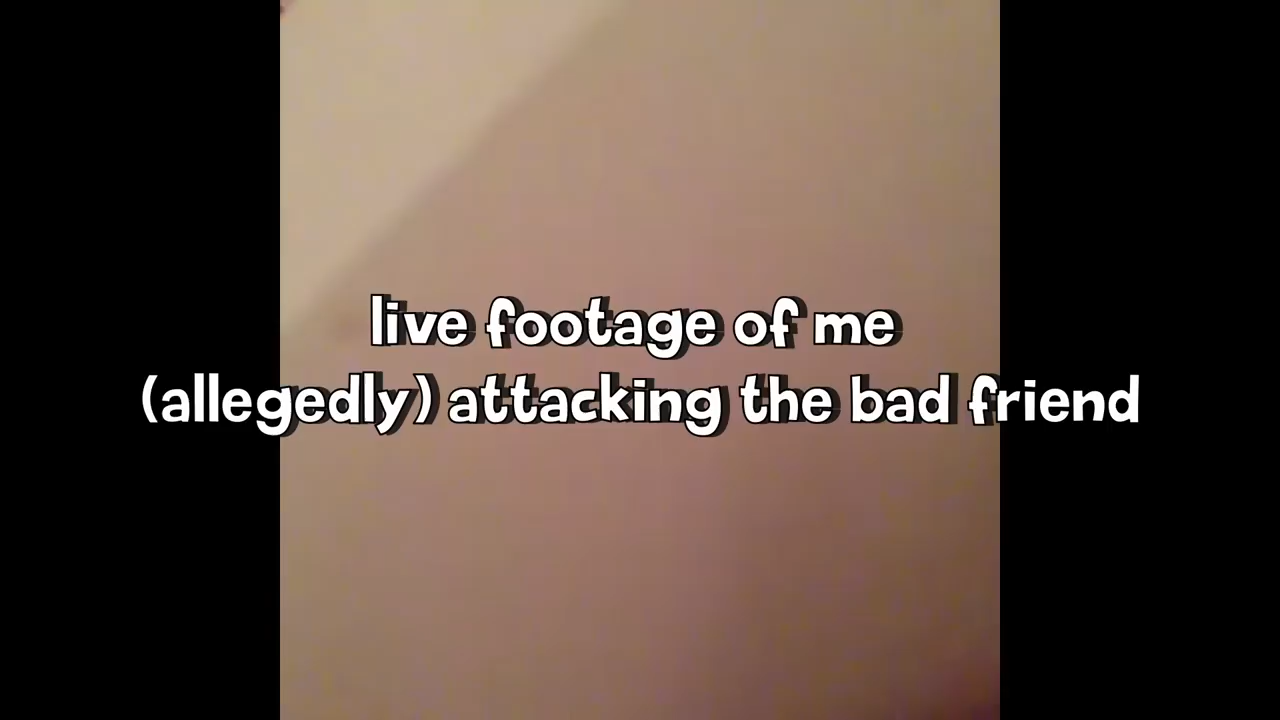 live footage of me
(allegedly) attacking the bad friend